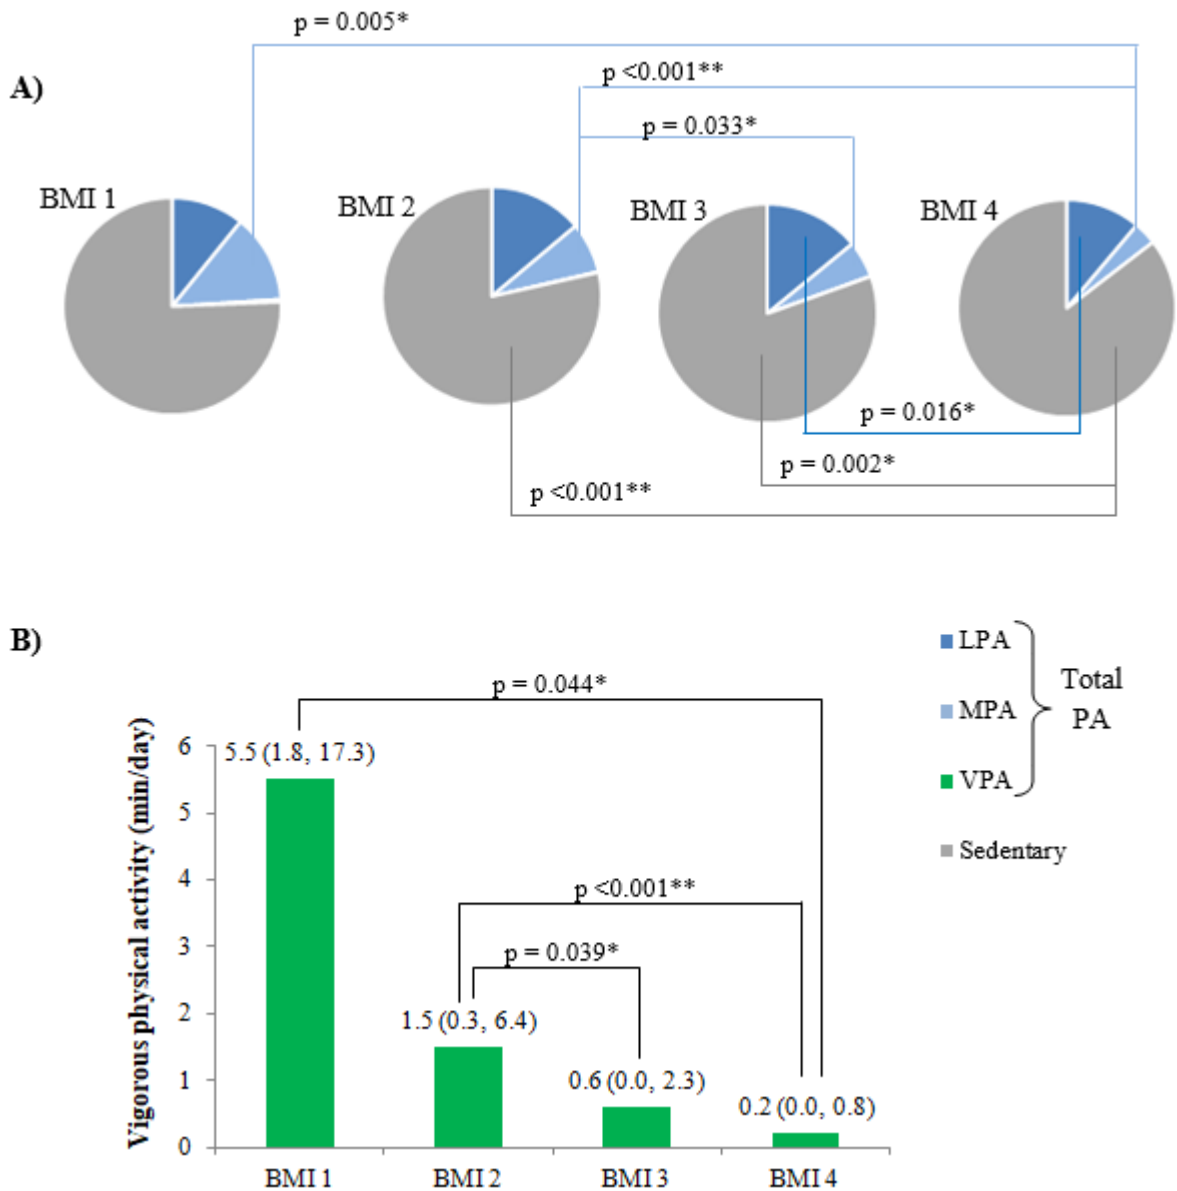 p = 0.005*
A)
p <0.001**
p = 0.033*
BMI 1
BMI 2
BMI 3
BMI 4
p = 0.016*
p = 0.002*
p <0.001**
B)
LPA
MPA
VPA
Total
PA
Sedentary
p = 0.044*
Vigorous physical activity (min/day)
6
5
4
3
2
1
0
5.5 (1.8, 17.3)
p <0.001**
p = 0.039*
1.5 (0.3, 6.4)
0.6 (0.0, 2.3)
0.2 (0.0, 0.8)
BMI 1
BMI 2
BMI 3
BMI 4